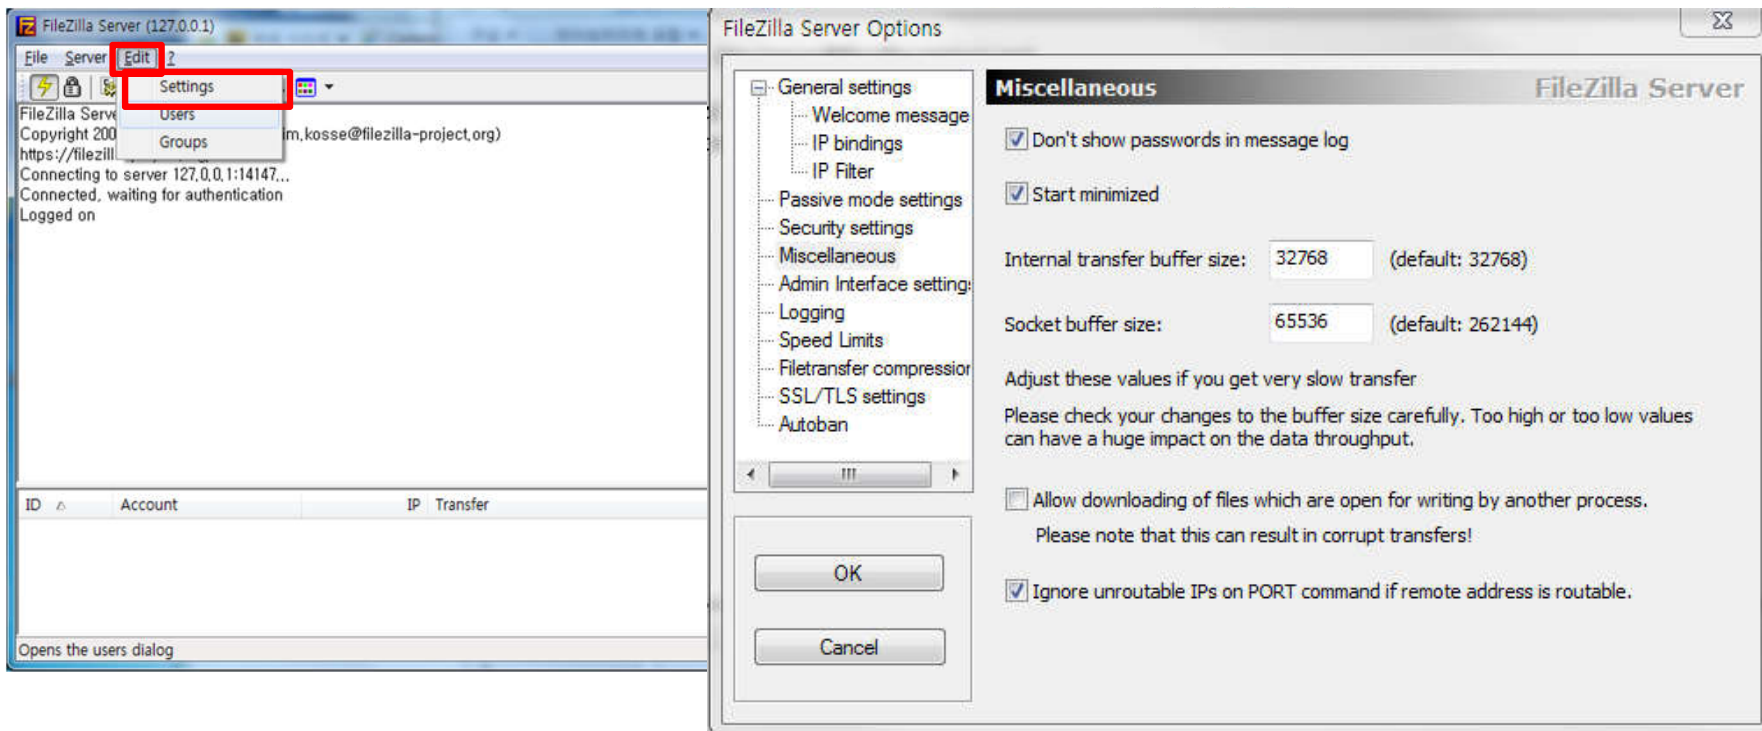 FileZilla Server (127.0.0.1)
File Server Edit ?
Settings
Users
Groups
FileZilla Serve
Copyright 200
im,kosse@filezilla-project,org)
https://filezill
Connecting to server 127,0,0,1:14147,,,
Connected, waiting for authentication
Logged on
ID Account IP Transfer
Opens the users dialog
FileZilla Server Options
General settings
Welcome message
IP bindings
IP Filter
Passive mode settings
Security settings
Miscellaneous
Admin Interface setting
Logging
Speed Limits
Filetransfer compression
SSL/TLS settings
Autoban
OK
Cancel
Miscellaneous FileZilla Server
Don't show passwords in message log
Start minimized
Internal transfer buffer size: 32768 (default: 32768)
Socket buffer size: 65536 (default: 262144)
Adjust these values if you get very slow transfer
Please check your changes to the buffer size carefully. Too high or too low values
can have a huge impact on the data throughput.
Allow downloading of files which are open for writing by another process.
Please note that this can result in corrupt transfers!
Ignore unroutable IPs on PORT command if remote address is routable.